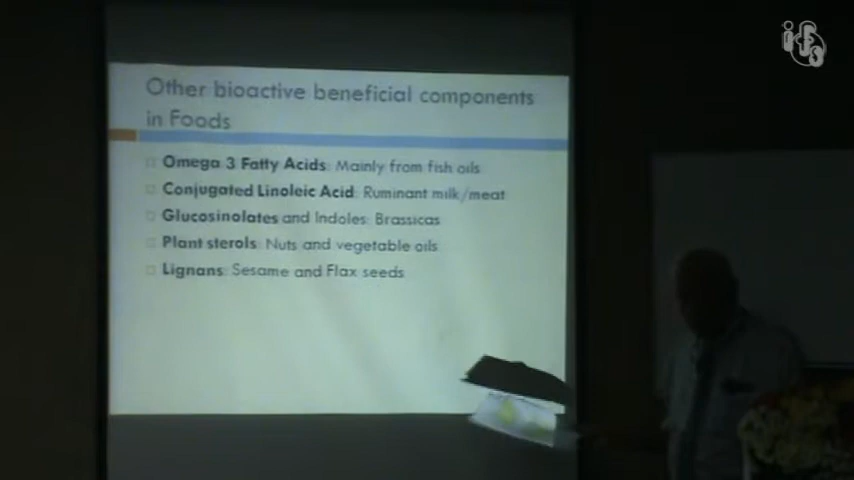 Other bioactive beneficial components
in Foods
Omega 3 Fatty Acids: Mainly from fish oils
Conjugated Linoleic Acid: Ruminant milk/meat
Glucosinolates and Indoles: Brassicas
Plant sterols: Nuts and vegetable oils
Lignans: Sesame and Flax seeds